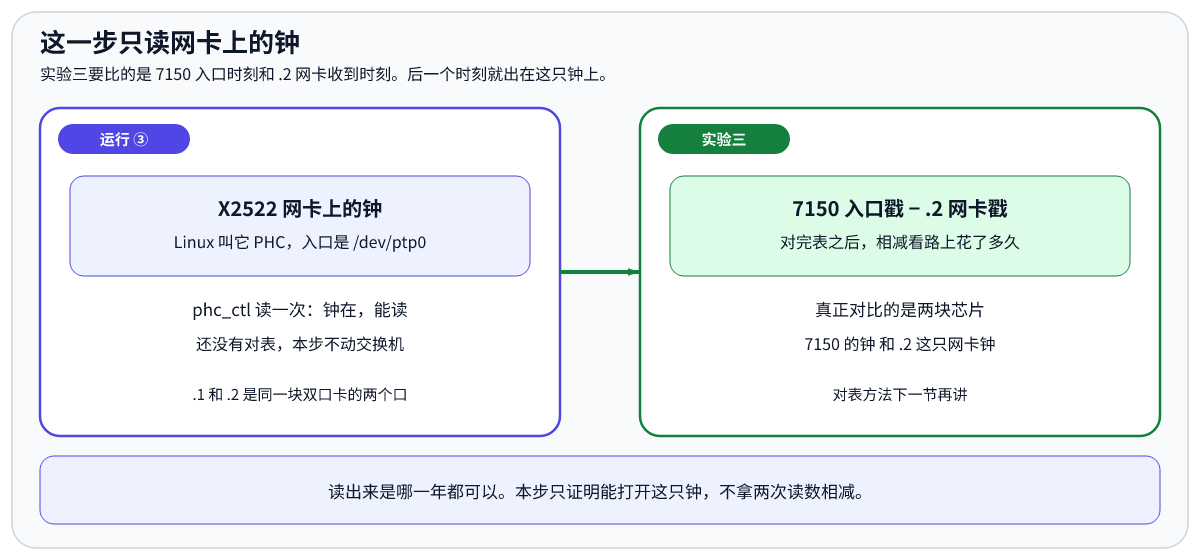 这一步只读网卡上的钟
实验三要比的是 7150 入口时刻和 .2 网卡收到时刻。后一个时刻就出在这只钟上。
运行 ③
X2522 网卡上的钟
Linux 叫它 PHC，入口是 /dev/ptp0
phc_ctl 读一次：钟在，能读
还没有对表，本步不动交换机
.1 和 .2 是同一块双口卡的两个口
实验三
7150 入口戳 − .2 网卡戳
对完表之后，相减看路上花了多久
真正对比的是两块芯片
7150 的钟 和 .2 这只网卡钟
对表方法下一节再讲
读出来是哪一年都可以。本步只证明能打开这只钟，不拿两次读数相减。